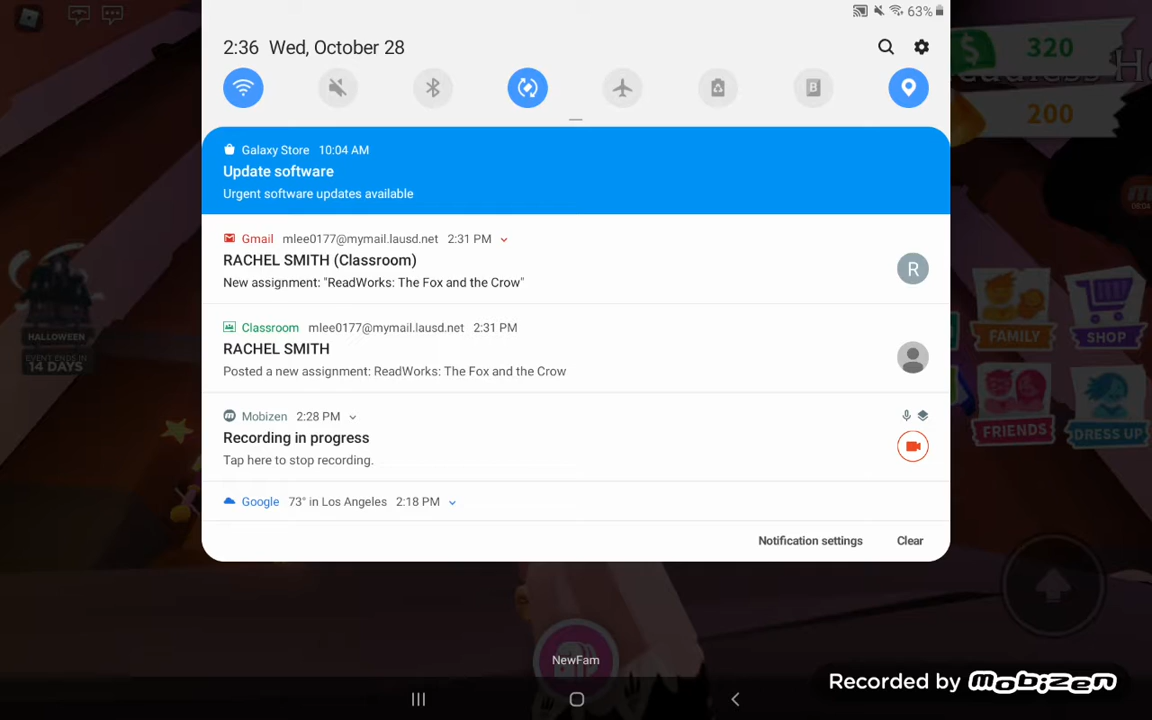 63%
2:36 Wed, October 28
$ 320
200
Galaxy Store 10:04 AM
Update software
Urgent software updates available
Gmail mlee0177@mymail.lausd.net 2:31 PM
RACHEL SMITH (Classroom)
New assignment: "ReadWorks: The Fox and the Crow"
R
Classroom mlee0177@mymail.lausd.net 2:31 PM
RACHEL SMITH
Posted a new assignment: ReadWorks: The Fox and the Crow
Mobizen 2:28 PM
Recording in progress
Tap here to stop recording.
Google 73° in Los Angeles 2:18 PM
Notification settings Clear
HALLOWEEN
EVENT ENDS IN
14 DAYS
FAMILY
SHOP
FRIENDS
DRESS UP
NewFam
Recorded by mobizen